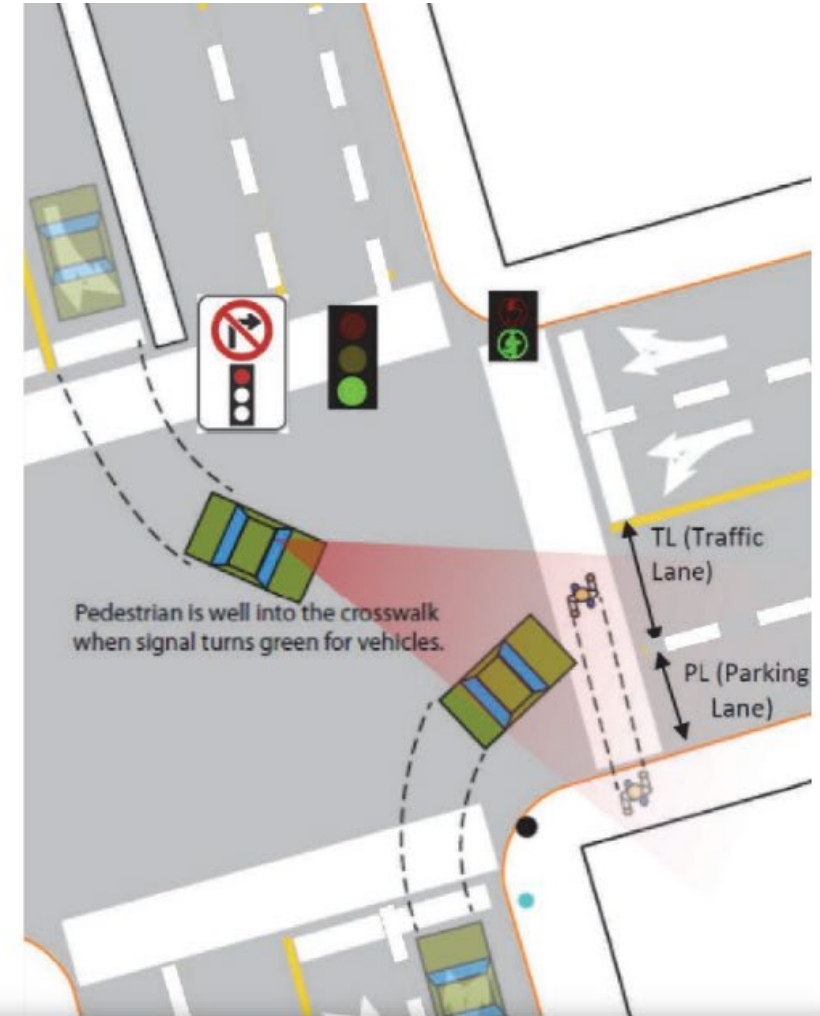 Pedestrian is well into the crosswalk
when signal turns green for vehicles.
TL (Traffic
Lane)
PL (Parking
Lane)